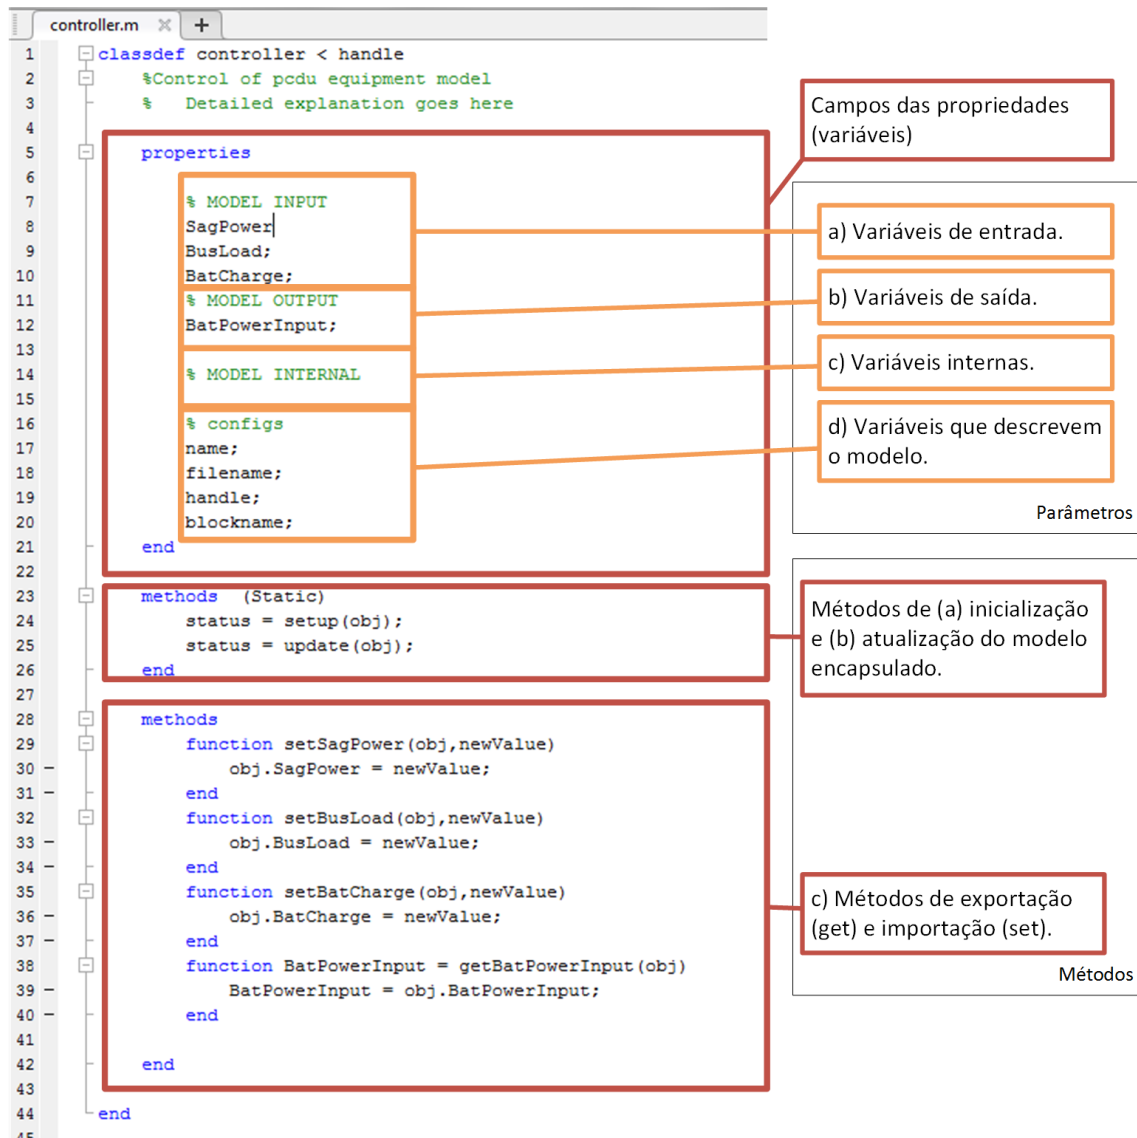 controller.m
1 classdef controller < handle
2 %Control of pcdu equipment model
3 % Detailed explanation goes here
4
5 properties
6
7 % MODEL INPUT
8 SagPower
9 BusLoad;
10 BatCharge;
11 % MODEL OUTPUT
12 BatPowerInput;
13
14 % MODEL INTERNAL
15
16 % configs
17 name;
18 filename;
19 handle;
20 blockname;
21 end
22
23 methods (Static)
24 status = setup(obj);
25 status = update(obj);
26 end
27
28 methods
29 function setSagPower(obj,newValue)
30 obj.SagPower = newValue;
31 end
32 function setBusLoad(obj,newValue)
33 obj.BusLoad = newValue;
34 end
35 function setBatCharge(obj,newValue)
36 obj.BatCharge = newValue;
37 end
38 function BatPowerInput = getBatPowerInput(obj)
39 BatPowerInput = obj.BatPowerInput;
40 end
41
42 end
43
44 end
45
Campos das propriedades
(variáveis)
a) Variáveis de entrada.
b) Variáveis de saída.
c) Variáveis internas.
d) Variáveis que descrevem
o modelo.
Parâmetros
Métodos de (a) inicialização
e (b) atualização do modelo
encapsulado.
c) Métodos de exportação
(get) e importação (set).
Métodos